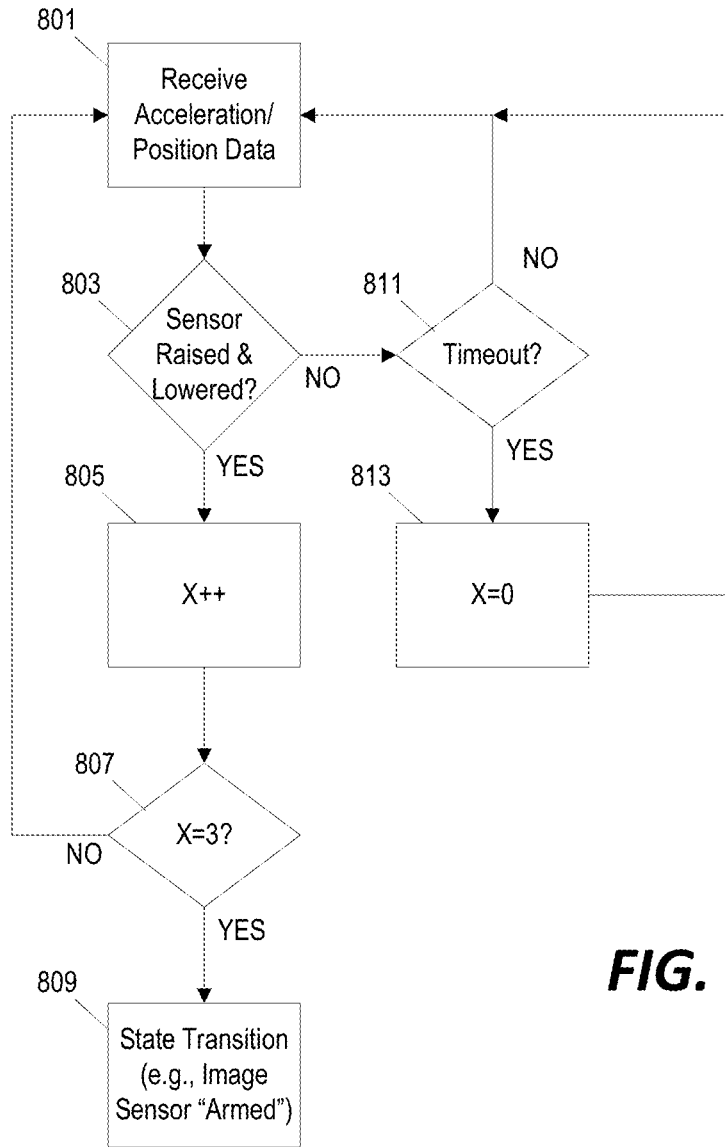 801
Receive
Acceleration/
Position Data
803
Sensor
Raised &
Lowered?
NO
YES
811
Timeout?
NO
YES
805
X++
813
X=0
807
X=3?
NO
YES
809
State Transition
(e.g., Image
Sensor “Armed”)
FIG.